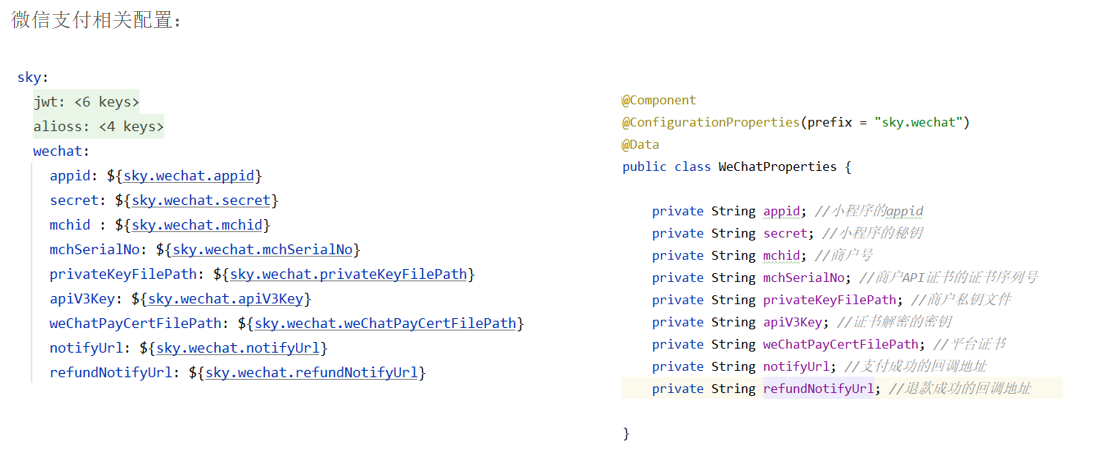 微信支付相关配置：
sky:
jwt: <6 keys>
alioss: <4 keys>
wechat:
appid: ${sky.wechat.appid}
secret: ${sky.wechat.secret}
mchid : ${sky.wechat.mchid}
mchSerialNo: ${sky.wechat.mchSerialNo}
privateKeyFilePath: ${sky.wechat.privateKeyFilePath}
apiV3Key: ${sky.wechat.apiV3Key}
weChatPayCertFilePath: ${sky.wechat.weChatPayCertFilePath}
notifyUrl: ${sky.wechat.notifyUrl}
refundNotifyUrl: ${sky.wechat.refundNotifyUrl}
@Component
@ConfigurationProperties(prefix = "sky.wechat")
@Data
public class WeChatProperties {
private String appid; //小程序的appid
private String secret; //小程序的秘钥
private String mchid; //商户号
private String mchSerialNo; //商户API证书的证书序列号
private String privateKeyFilePath; //商户私钥文件
private String apiV3Key; //证书解密的密钥
private String weChatPayCertFilePath; //平台证书
private String notifyUrl; //支付成功的回调地址
private String refundNotifyUrl; //退款成功的回调地址
}